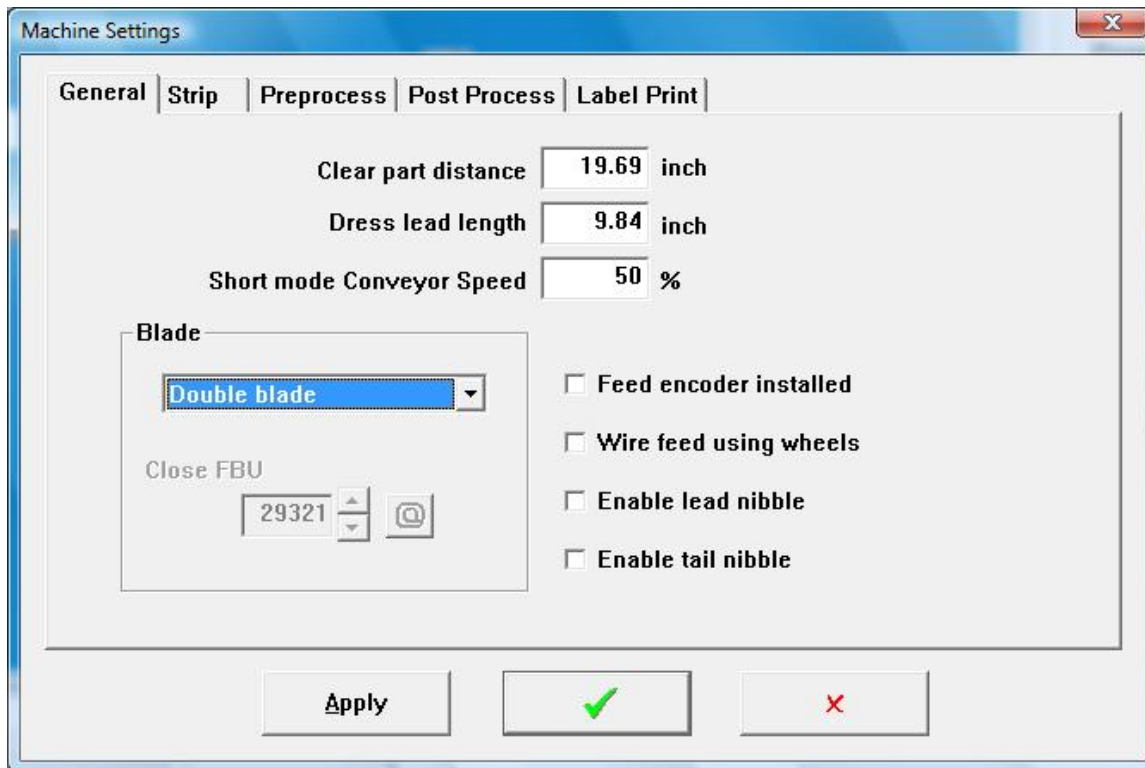 Machine Settings
General Strip Preprocess Post Process Label Print
Clear part distance 19.69 inch
Dress lead length 9.84 inch
Short mode Conveyor Speed 50 %
Blade
Double blade
Feed encoder installed
Wire feed using wheels
Close FBU
29321 @
Enable lead nibble
Enable tail nibble
Apply